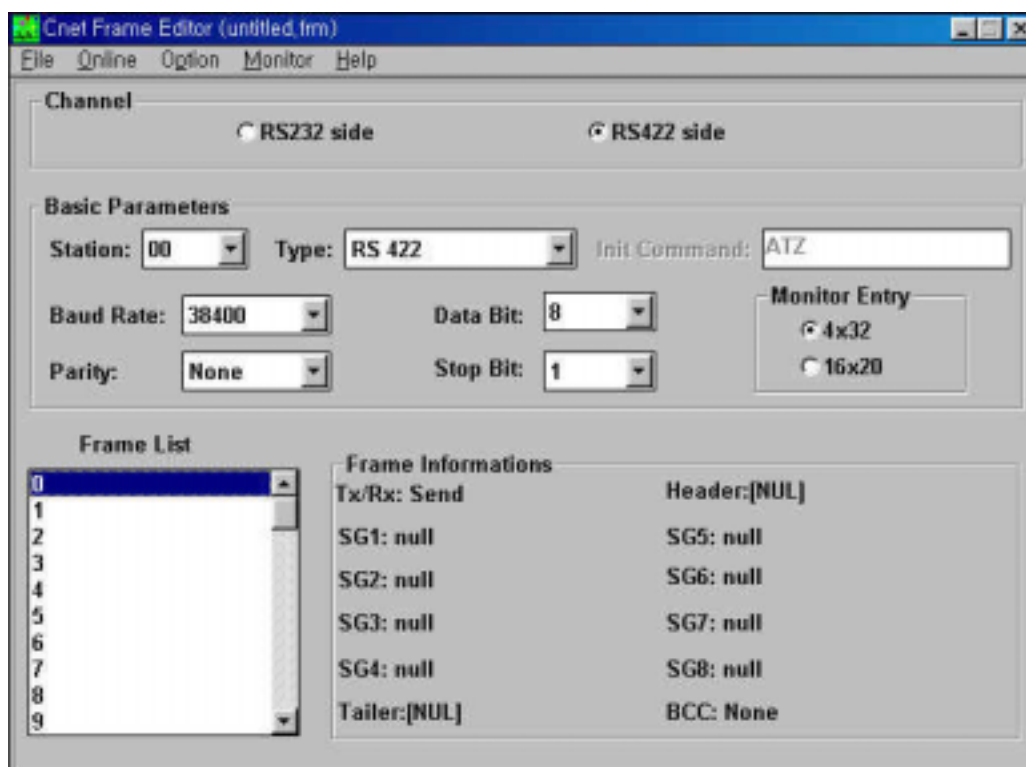 Cnet Frame Editor (untitled.frm)
File Online Option Monitor Help
Channel
RS232 side RS422 side
Basic Parameters
Station: 00 Type: RS 422 Init Command: ATZ
Baud Rate: 38400 Data Bit: 8 Monitor Entry
4x32
Parity: None Stop Bit: 1 16x20
Frame List
0
1
2
3
4
5
6
7
8
9
Frame Informations
Tx/Rx: Send Header:[NUL]
SG1: null SG5: null
SG2: null SG6: null
SG3: null SG7: null
SG4: null SG8: null
Tailer:[NUL] BCC: None